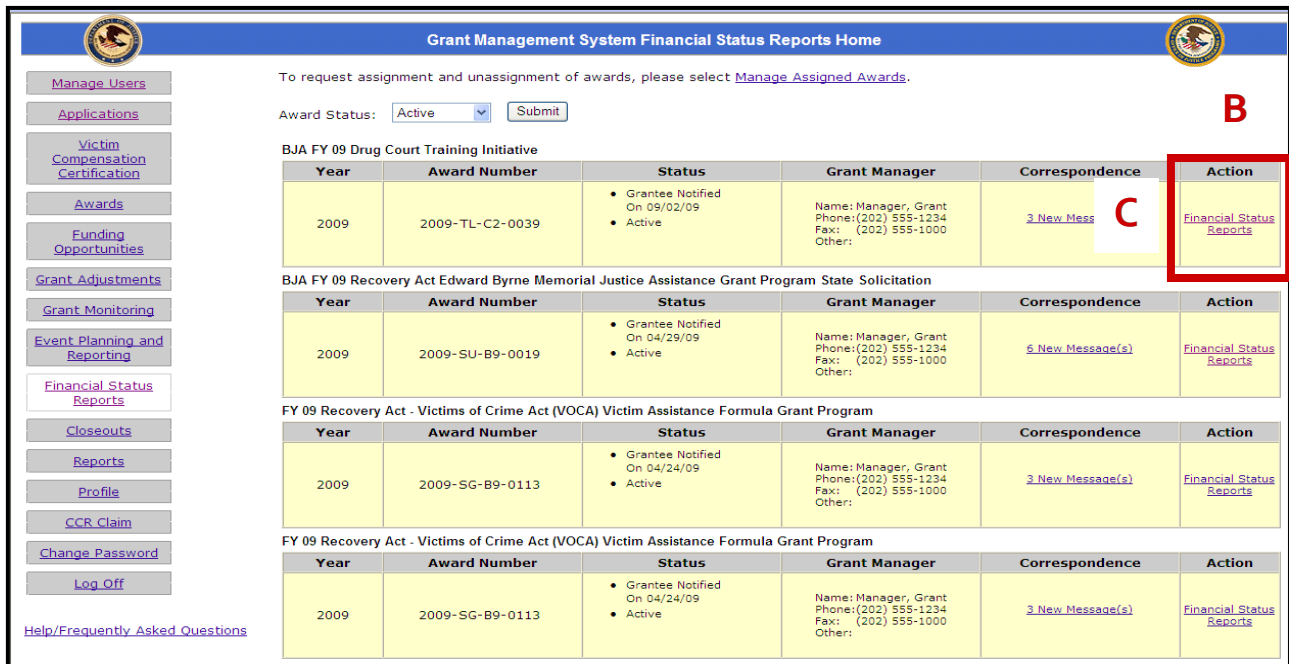 Grant Management System Financial Status Reports Home
Manage Users
Applications
Victim
Compensation
Certification
Awards
Funding
Opportunities
Grant Adjustments
Grant Monitoring
Event Planning and
Reporting
Financial Status
Reports
Closeouts
Reports
Profile
CCR Claim
Change Password
Log Off
Help/Frequently Asked Questions
To request assignment and unassignment of awards, please select Manage Assigned Awards.
Award Status: Active Submit
B
BJA FY 09 Drug Court Training Initiative
Year Award Number Status Grant Manager Correspondence Action
2009 2009-TL-C2-0039
• Grantee Notified
On 09/02/09
• Active
Name: Manager, Grant
Phone:(202) 555-1234
Fax: (202) 555-1000
Other:
3 New Mess
C
Financial Status
Reports
BJA FY 09 Recovery Act Edward Byrne Memorial Justice Assistance Grant Program State Solicitation
Year Award Number Status Grant Manager Correspondence Action
2009 2009-SU-B9-0019
• Grantee Notified
On 04/29/09
• Active
Name: Manager, Grant
Phone:(202) 555-1234
Fax: (202) 555-1000
Other:
6 New Message(s)
Financial Status
Reports
FY 09 Recovery Act - Victims of Crime Act (VOCA) Victim Assistance Formula Grant Program
Year Award Number Status Grant Manager Correspondence Action
2009 2009-SG-B9-0113
• Grantee Notified
On 04/24/09
• Active
Name: Manager, Grant
Phone:(202) 555-1234
Fax: (202) 555-1000
Other:
3 New Message(s)
Financial Status
Reports
FY 09 Recovery Act - Victims of Crime Act (VOCA) Victim Assistance Formula Grant Program
Year Award Number Status Grant Manager Correspondence Action
2009 2009-SG-B9-0113
• Grantee Notified
On 04/24/09
• Active
Name: Manager, Grant
Phone:(202) 555-1234
Fax: (202) 555-1000
Other:
3 New Message(s)
Financial Status
Reports